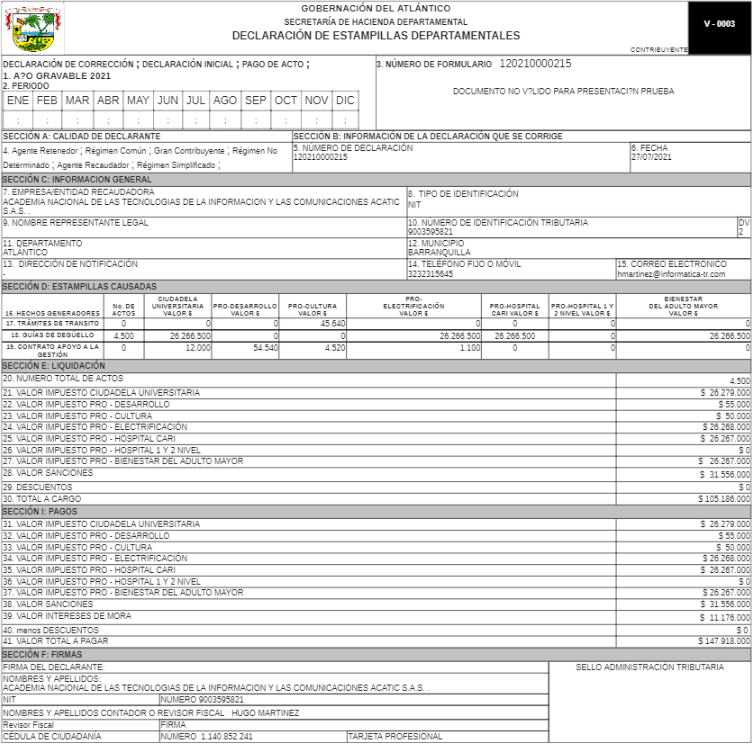 GOBERNACIÓN DEL ATLÁNTICO
SECRETARÍA DE HACIENDA DEPARTAMENTAL
DECLARACIÓN DE ESTAMPILLAS DEPARTAMENTALES
V - 0003
CONTRIBUYENTE
DECLARACIÓN DE CORRECCIÓN ; DECLARACIÓN INICIAL ; PAGO DE ACTO ;
1. A?O GRAVABLE 2021
2. PERIODO
ENE FEB MAR ABR MAY JUN JUL AGO SEP OCT NOV DIC
; ; ; ; ; ; ; ; ; ; ; ;
3. NÚMERO DE FORMULARIO 120210000215
DOCUMENTO NO V?LIDO PARA PRESENTACI?N PRUEBA
SECCIÓN A: CALIDAD DE DECLARANTE
4. Agente Retenedor ; Régimen Común ; Gran Contribuyente ; Régimen No
Determinado ; Agente Recaudador ; Régimen Simplificado ;
SECCIÓN B: INFORMACIÓN DE LA DECLARACIÓN QUE SE CORRIGE
5. NÚMERO DE DECLARACIÓN
120210000215
6. FECHA
27/07/2021
SECCIÓN C: INFORMACION GENERAL
7. EMPRESA/ENTIDAD RECAUDADORA
ACADEMIA NACIONAL DE LAS TECNOLOGIAS DE LA INFORMACION Y LAS COMUNICACIONES ACATIC
S.A.S. .
8. TIPO DE IDENTIFICACIÓN
NIT
9. NOMBRE REPRESENTANTE LEGAL
10. NÚMERO DE IDENTIFICACIÓN TRIBUTARIA
9003595821
DV
2
11. DEPARTAMENTO
ATLÁNTICO
12. MUNICIPIO
BARRANQUILLA
13. DIRECCIÓN DE NOTIFICACIÓN
-
14. TELÉFONO FIJO O MÓVIL
3232315645
15. CORREO ELECTRÓNICO
hmartinez@informatica-tr.com
SECCIÓN D: ESTAMPILLAS CAUSADAS
16. HECHOS GENERADORES No. DE ACTOS CIUDADELA UNIVERSITARIA VALOR $ PRO-DESARROLLO VALOR $ PRO-CULTURA VALOR $ PRO-ELECTRIFICACIÓN VALOR $ PRO-HOSPITAL CARI VALOR $ PRO-HOSPITAL 1 Y 2 NIVEL VALOR $ BIENESTAR DEL ADULTO MAYOR VALOR $
17. TRÁMITES DE TRANSITO 0 0 0 45.640 0 0 0 0
18. GUÍAS DE DEGÜELLO 4.500 26.266.500 0 0 26.266.500 26.266.500 0 26.266.500
19. CONTRATO APOYO A LA GESTIÓN 0 12.000 54.540 4.520 1.100 0 0 0
SECCIÓN E: LIQUIDACIÓN
20. NÚMERO TOTAL DE ACTOS 4.500
21. VALOR IMPUESTO CIUDADELA UNIVERSITARIA $ 26.279.000
22. VALOR IMPUESTO PRO - DESARROLLO $ 55.000
23. VALOR IMPUESTO PRO - CULTURA $ 50.000
24. VALOR IMPUESTO PRO - ELECTRIFICACIÓN $ 26.268.000
25. VALOR IMPUESTO PRO - HOSPITAL CARI $ 26.267.000
26. VALOR IMPUESTO PRO - HOSPITAL 1 Y 2 NIVEL $ 0
27. VALOR IMPUESTO PRO - BIENESTAR DEL ADULTO MAYOR $ 26.267.000
28. VALOR SANCIONES $ 31.556.000
29. DESCUENTOS $ 0
30. TOTAL A CARGO $ 105.186.000
SECCIÓN I: PAGOS
31. VALOR IMPUESTO CIUDADELA UNIVERSITARIA $ 26.279.000
32. VALOR IMPUESTO PRO - DESARROLLO $ 55.000
33. VALOR IMPUESTO PRO - CULTURA $ 50.000
34. VALOR IMPUESTO PRO - ELECTRIFICACIÓN $ 26.268.000
35. VALOR IMPUESTO PRO - HOSPITAL CARI $ 26.267.000
36. VALOR IMPUESTO PRO - HOSPITAL 1 Y 2 NIVEL $ 0
37. VALOR IMPUESTO PRO - BIENESTAR DEL ADULTO MAYOR $ 26.267.000
38. VALOR SANCIONES $ 31.556.000
39. VALOR INTERESES DE MORA $ 11.176.000
40. menos DESCUENTOS $ 0
41. VALOR TOTAL A PAGAR $ 147.918.000
SECCIÓN F: FIRMAS
FIRMA DEL DECLARANTE:
NOMBRES Y APELLIDOS:
ACADEMIA NACIONAL DE LAS TECNOLOGIAS DE LA INFORMACION Y LAS COMUNICACIONES ACATIC S.A.S. .
NIT NÚMERO 9003595821
NOMBRES Y APELLIDOS CONTADOR O REVISOR FISCAL HUGO MARTINEZ
Revisor Fiscal FIRMA
CÉDULA DE CIUDADANÍA NÚMERO 1.140.852.241 TARJETA PROFESIONAL
SELLO ADMINISTRACIÓN TRIBUTARIA